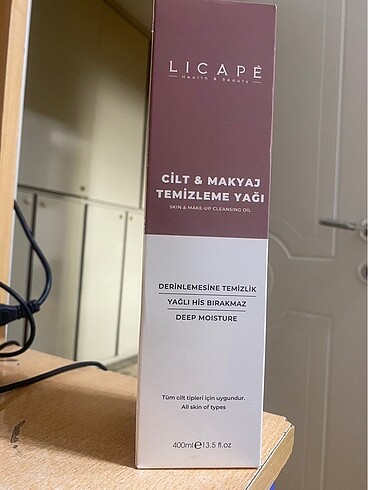 LICAPÈ
Health & Beauty
CİLT & MAKYAJ
TEMİZLEME YAĞI
SKIN & MAKE-UP CLEANSING OIL
DERİNLEMESİNE TEMİZLİK
YAĞLI HİS BIRAKMAZ
DEEP MOISTURE
Tüm cilt tipleri için uygundur.
All skin of types
400ml℮13.5 fl.oz